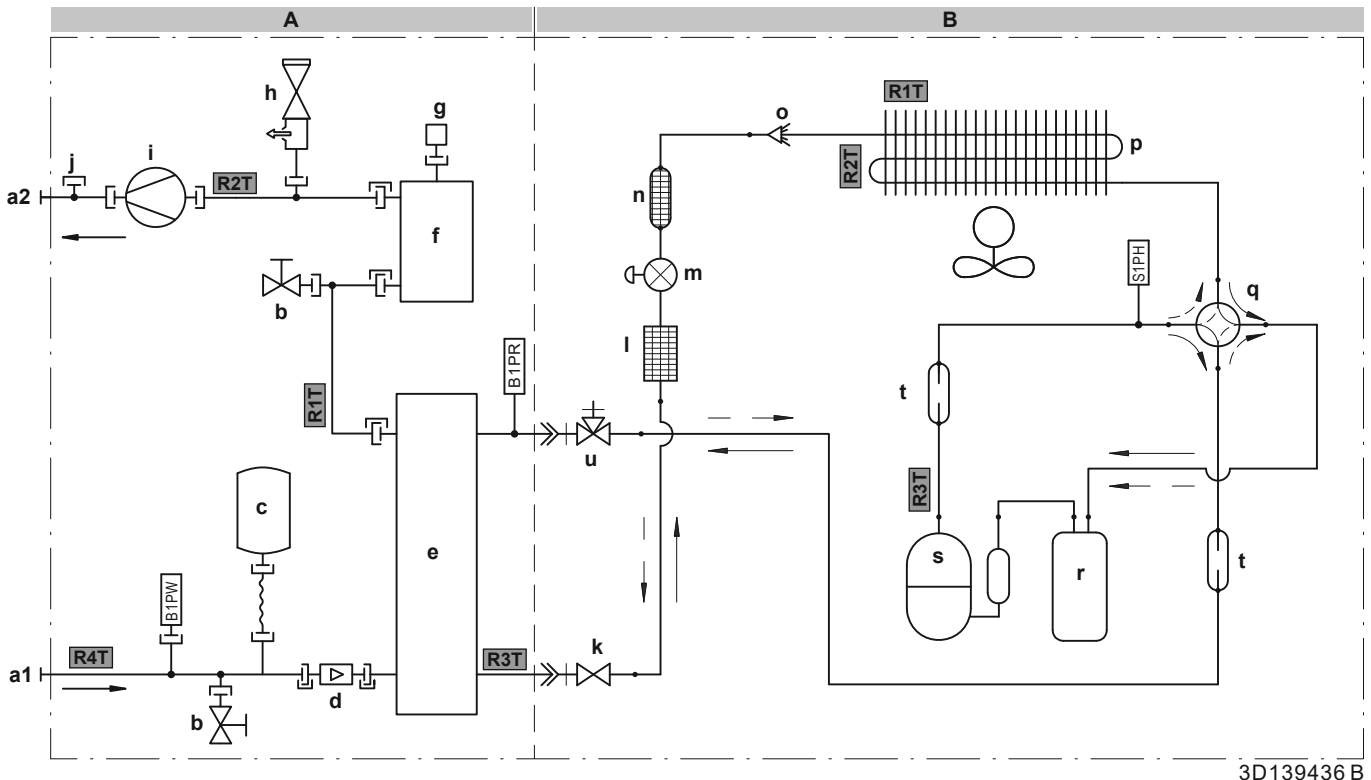 A B
h
R1T
g
o
p
j
i
R2T
R2T
n
a2
f
S1PH
m
q
b
l
B1PR
t
R1T
u
c
R3T
e
s
r
t
B1PW
k
R4T
R3T
a1
d
b
3D139436 B